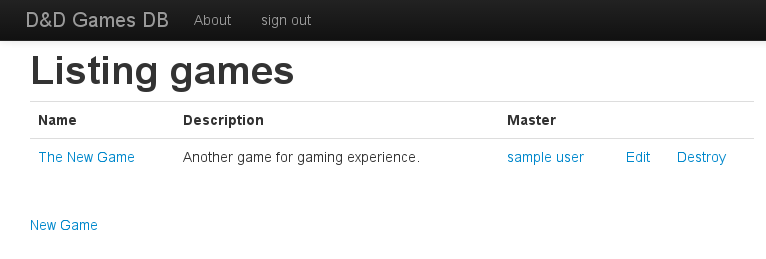 D&D Games DB About sign out
Listing games
Name Description Master
The New Game Another game for gaming experience. sample user Edit Destroy
New Game